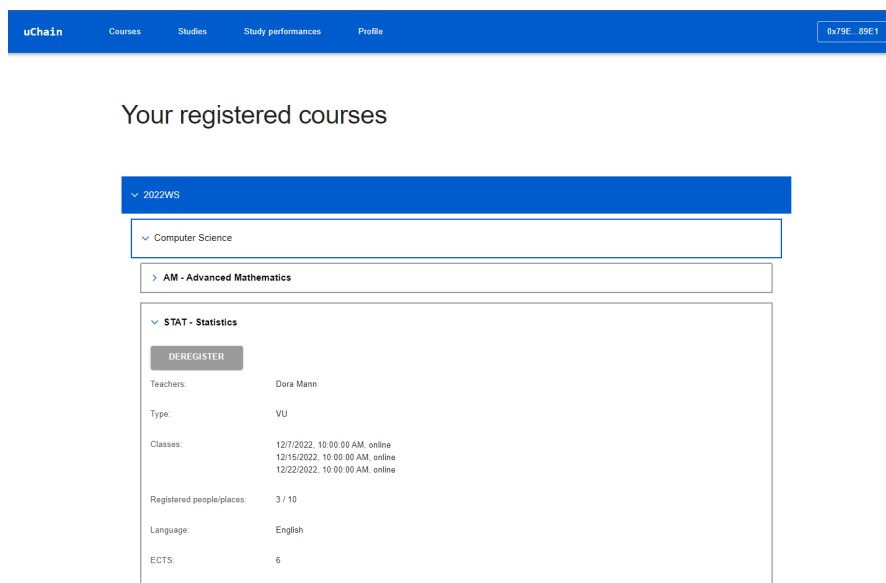 uChain Courses Studies Study performances Profile 0x79E...89E1
Your registered courses
2022WS
Computer Science
AM - Advanced Mathematics
STAT - Statistics
DEREGISTER
Teachers: Dora Mann
Type: VU
Classes: 12/7/2022, 10:00:00 AM, online
12/15/2022, 10:00:00 AM, online
12/22/2022, 10:00:00 AM, online
Registered people/places: 3 / 10
Language: English
ECTS: 6